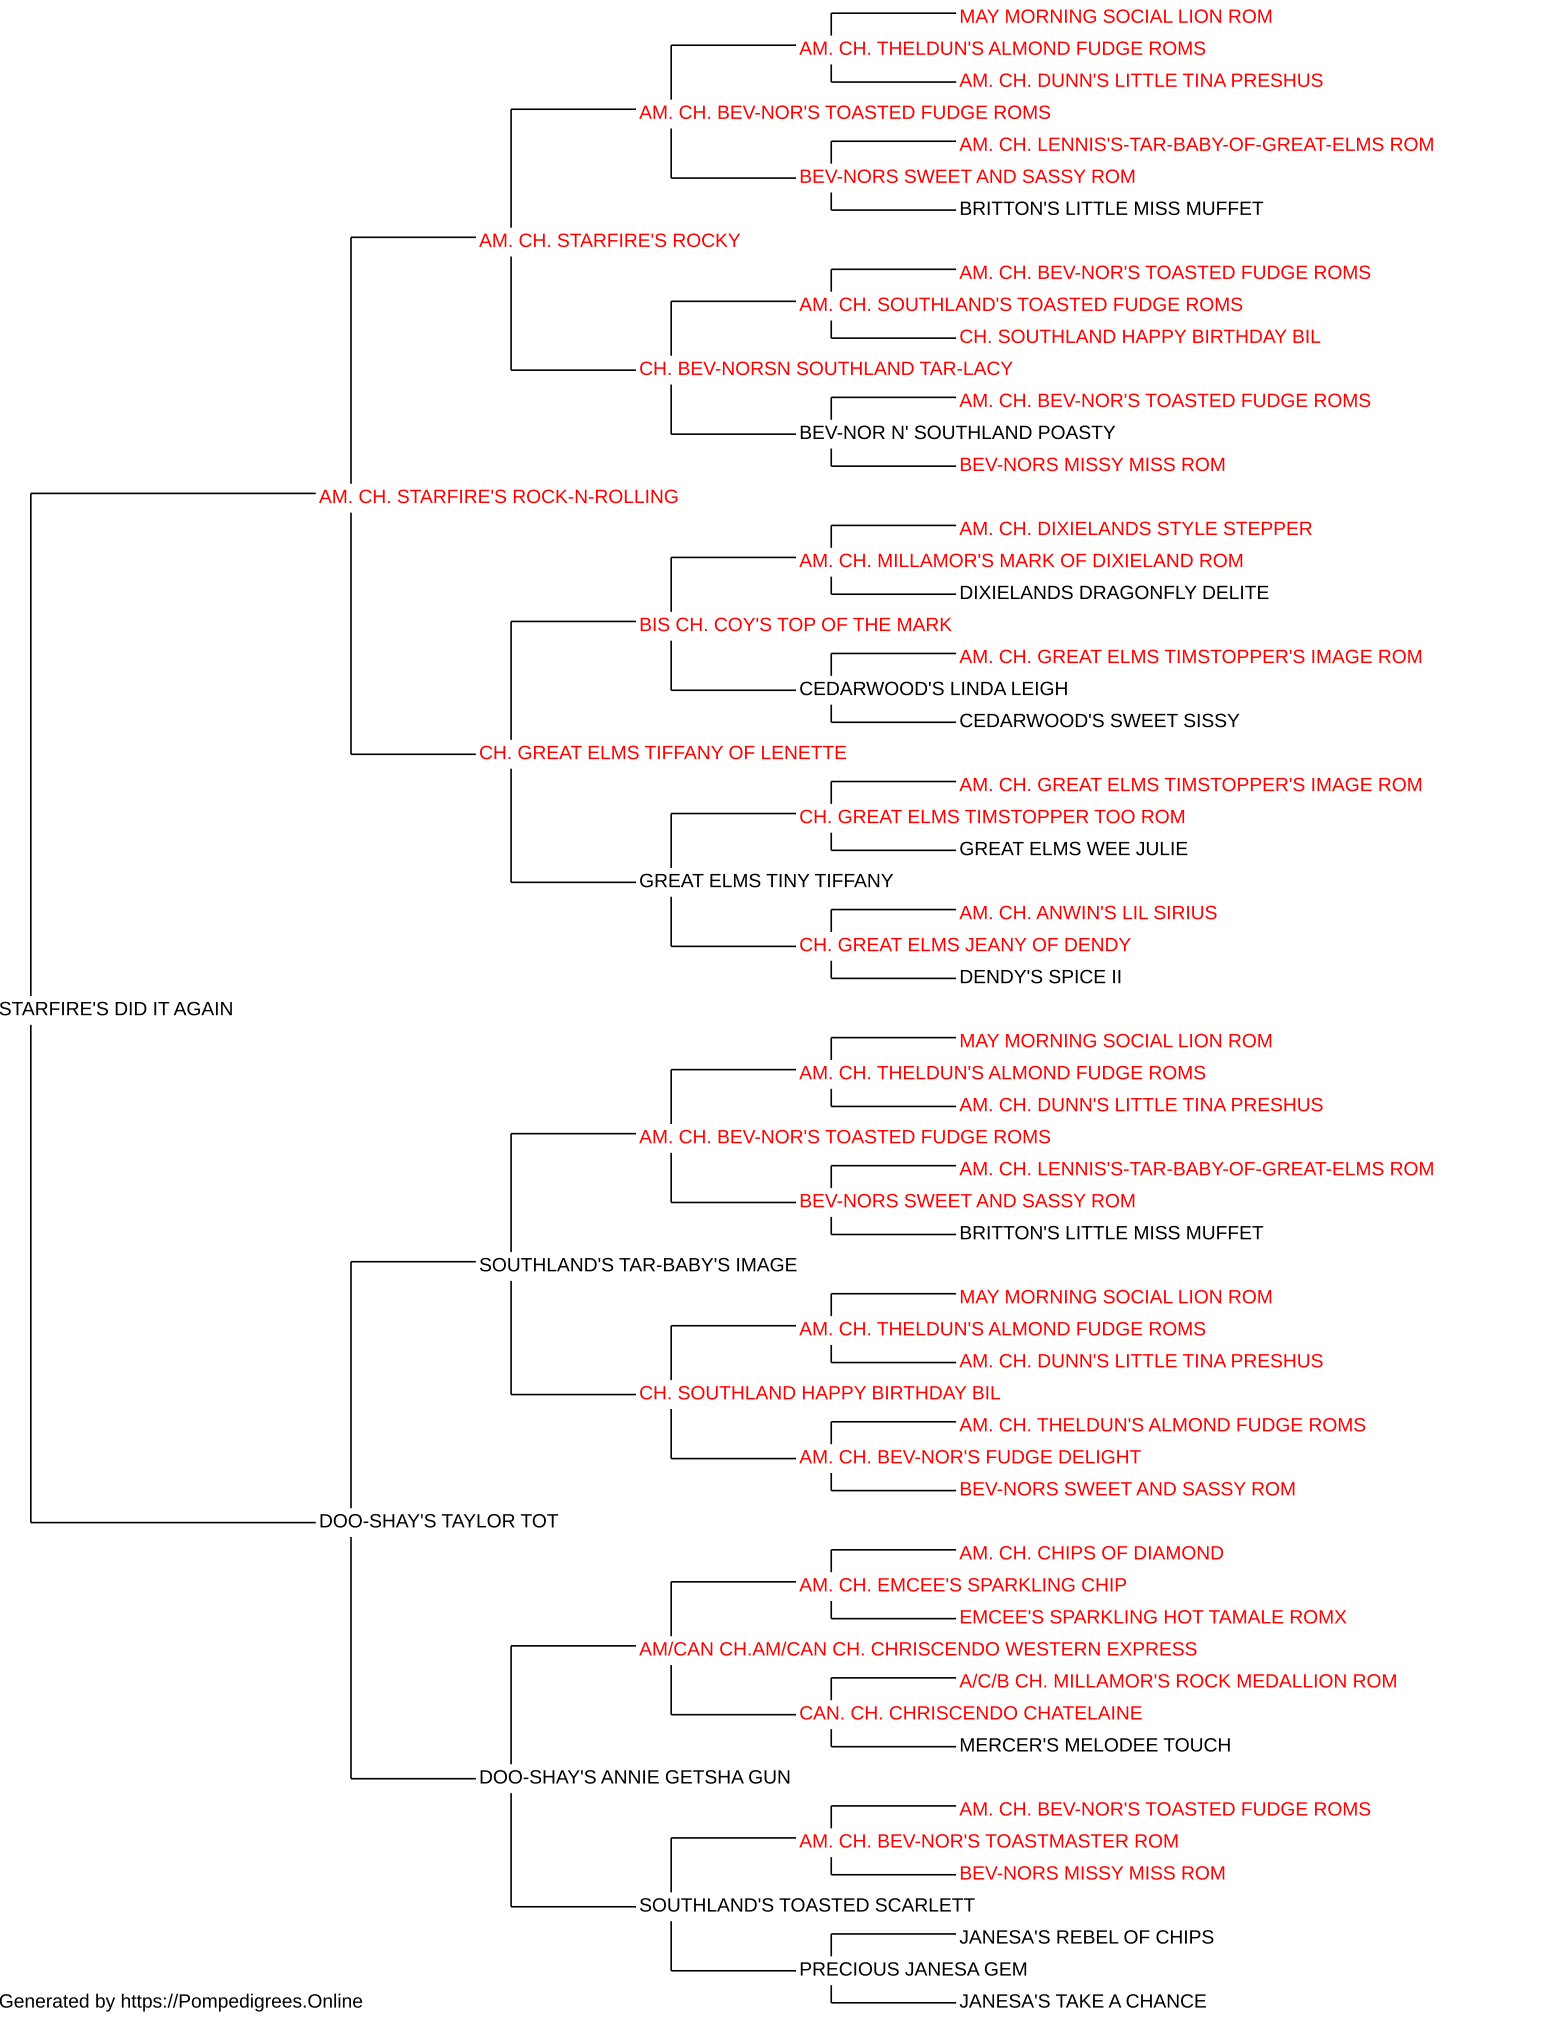 MAY MORNING SOCIAL LION ROM
AM. CH. THELDUN'S ALMOND FUDGE ROMS
AM. CH. DUNN'S LITTLE TINA PRESHUS
AM. CH. BEV-NOR'S TOASTED FUDGE ROMS
AM. CH. LENNIS'S-TAR-BABY-OF-GREAT-ELMS ROM
BEV-NORS SWEET AND SASSY ROM
BRITTON'S LITTLE MISS MUFFET
AM. CH. STARFIRE'S ROCKY
AM. CH. BEV-NOR'S TOASTED FUDGE ROMS
AM. CH. SOUTHLAND'S TOASTED FUDGE ROMS
CH. SOUTHLAND HAPPY BIRTHDAY BIL
CH. BEV-NORSN SOUTHLAND TAR-LACY
AM. CH. BEV-NOR'S TOASTED FUDGE ROMS
BEV-NOR N' SOUTHLAND POASTY
BEV-NORS MISSY MISS ROM
AM. CH. STARFIRE'S ROCK-N-ROLLING
AM. CH. DIXIELANDS STYLE STEPPER
AM. CH. MILLAMOR'S MARK OF DIXIELAND ROM
DIXIELANDS DRAGONFLY DELITE
BIS CH. COY'S TOP OF THE MARK
AM. CH. GREAT ELMS TIMSTOPPER'S IMAGE ROM
CEDARWOOD'S LINDA LEIGH
CEDARWOOD'S SWEET SISSY
CH. GREAT ELMS TIFFANY OF LENETTE
AM. CH. GREAT ELMS TIMSTOPPER'S IMAGE ROM
CH. GREAT ELMS TIMSTOPPER TOO ROM
GREAT ELMS WEE JULIE
GREAT ELMS TINY TIFFANY
AM. CH. ANWIN'S LIL SIRIUS
CH. GREAT ELMS JEANY OF DENDY
DENDY'S SPICE II
STARFIRE'S DID IT AGAIN
MAY MORNING SOCIAL LION ROM
AM. CH. THELDUN'S ALMOND FUDGE ROMS
AM. CH. DUNN'S LITTLE TINA PRESHUS
AM. CH. BEV-NOR'S TOASTED FUDGE ROMS
AM. CH. LENNIS'S-TAR-BABY-OF-GREAT-ELMS ROM
BEV-NORS SWEET AND SASSY ROM
BRITTON'S LITTLE MISS MUFFET
SOUTHLAND'S TAR-BABY'S IMAGE
MAY MORNING SOCIAL LION ROM
AM. CH. THELDUN'S ALMOND FUDGE ROMS
AM. CH. DUNN'S LITTLE TINA PRESHUS
CH. SOUTHLAND HAPPY BIRTHDAY BIL
AM. CH. THELDUN'S ALMOND FUDGE ROMS
AM. CH. BEV-NOR'S FUDGE DELIGHT
BEV-NORS SWEET AND SASSY ROM
DOO-SHAY'S TAYLOR TOT
AM. CH. CHIPS OF DIAMOND
AM. CH. EMCEE'S SPARKLING CHIP
EMCEE'S SPARKLING HOT TAMALE ROMX
AM/CAN CH.AM/CAN CH. CHRISCENDO WESTERN EXPRESS
A/C/B CH. MILLAMOR'S ROCK MEDALLION ROM
CAN. CH. CHRISCENDO CHATELAINE
MERCER'S MELODEE TOUCH
DOO-SHAY'S ANNIE GETSHA GUN
AM. CH. BEV-NOR'S TOASTED FUDGE ROMS
AM. CH. BEV-NOR'S TOASTMASTER ROM
BEV-NORS MISSY MISS ROM
SOUTHLAND'S TOASTED SCARLETT
JANESA'S REBEL OF CHIPS
PRECIOUS JANESA GEM
JANESA'S TAKE A CHANCE
Generated by https://Pompedigrees.Online